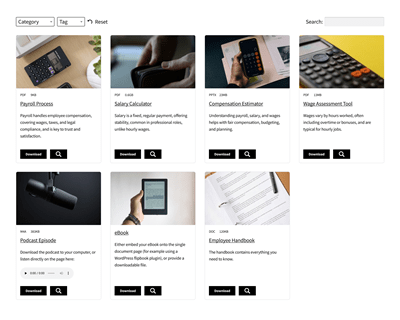 Category
Tag
Reset
Search:
PDF
Payroll Process
Payroll handles employee compensation,
covering wages, taxes, and legal
compliance, and is key to trust and
satisfaction.
Download
PDF
Salary Calculator
Salary is a fixed, regular payment, offering
stability, common in professional roles,
unlike hourly wages.
Download
PPTX
Compensation Estimator
Understanding payroll, salary, and wages
helps with fair compensation, budgeting,
and planning.
Download
PDF
Wage Assessment Tool
Wages vary by hours worked, often
including overtime or bonuses, and are
typical for hourly jobs.
Download
Podcast Episode
Download the podcast to your computer, or
listen directly on the page here:
0:00 / 0:00
Download
eBook
Either embed your eBook onto the single
document page (for example using a
WordPress flipbook plugin), or provide a
downloadable file.
Download
DOC
Employee Handbook
The handbook contains everything you
need to know.
Download